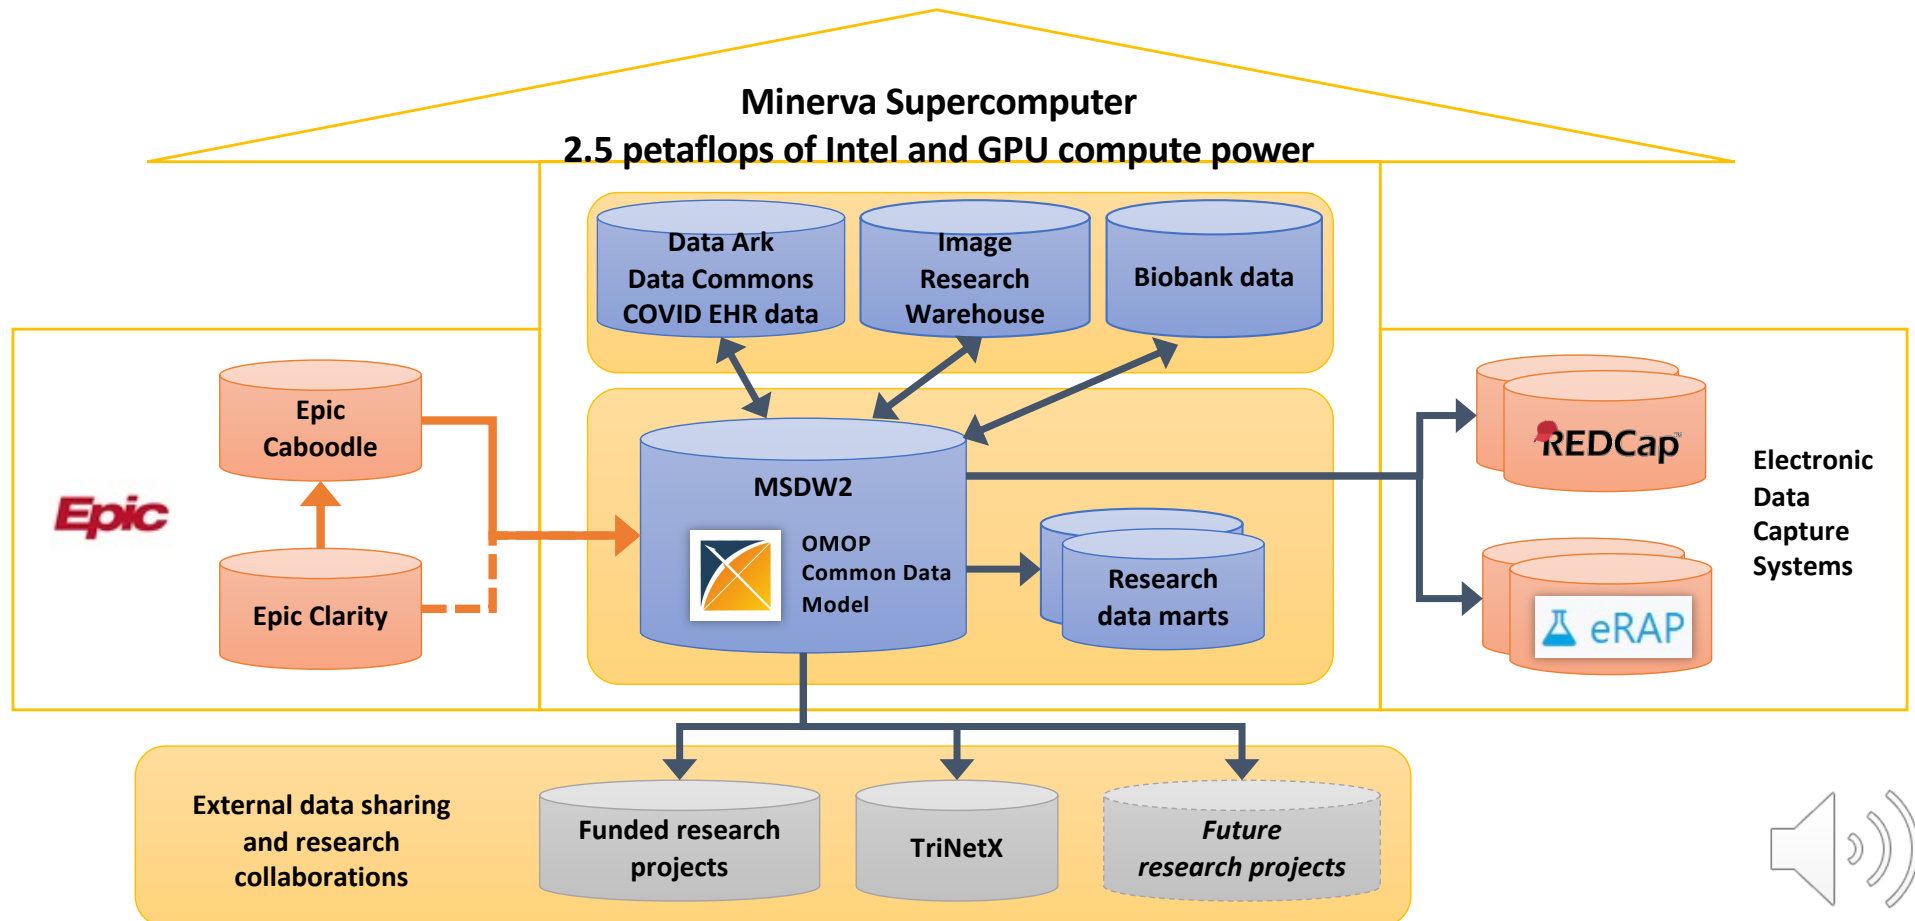 Minerva Supercomputer
2.5 petaflops of Intel and GPU compute power
Data Ark
Data Commons
COVID EHR data
Image
Research
Warehouse
Biobank data
Epic
Epic
Caboodle
Epic Clarity
MSDW2
OMOP
Common Data
Model
Research
data marts
REDCap™
eRAP
Electronic
Data
Capture
Systems
External data sharing
and research
collaborations
Funded research
projects
TriNetX
Future
research projects